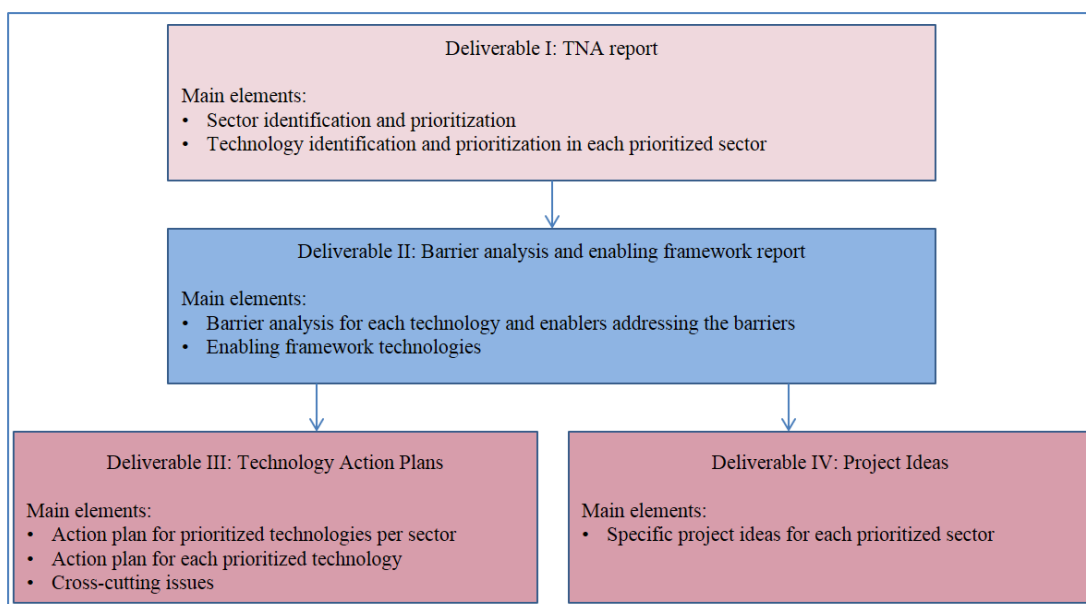 Deliverable I: TNA report
Main elements:
• Sector identification and prioritization
• Technology identification and prioritization in each prioritized sector
Deliverable II: Barrier analysis and enabling framework report
Main elements:
• Barrier analysis for each technology and enablers addressing the barriers
• Enabling framework technologies
Deliverable III: Technology Action Plans
Main elements:
• Action plan for prioritized technologies per sector
• Action plan for each prioritized technology
• Cross-cutting issues
Deliverable IV: Project Ideas
Main elements:
• Specific project ideas for each prioritized sector